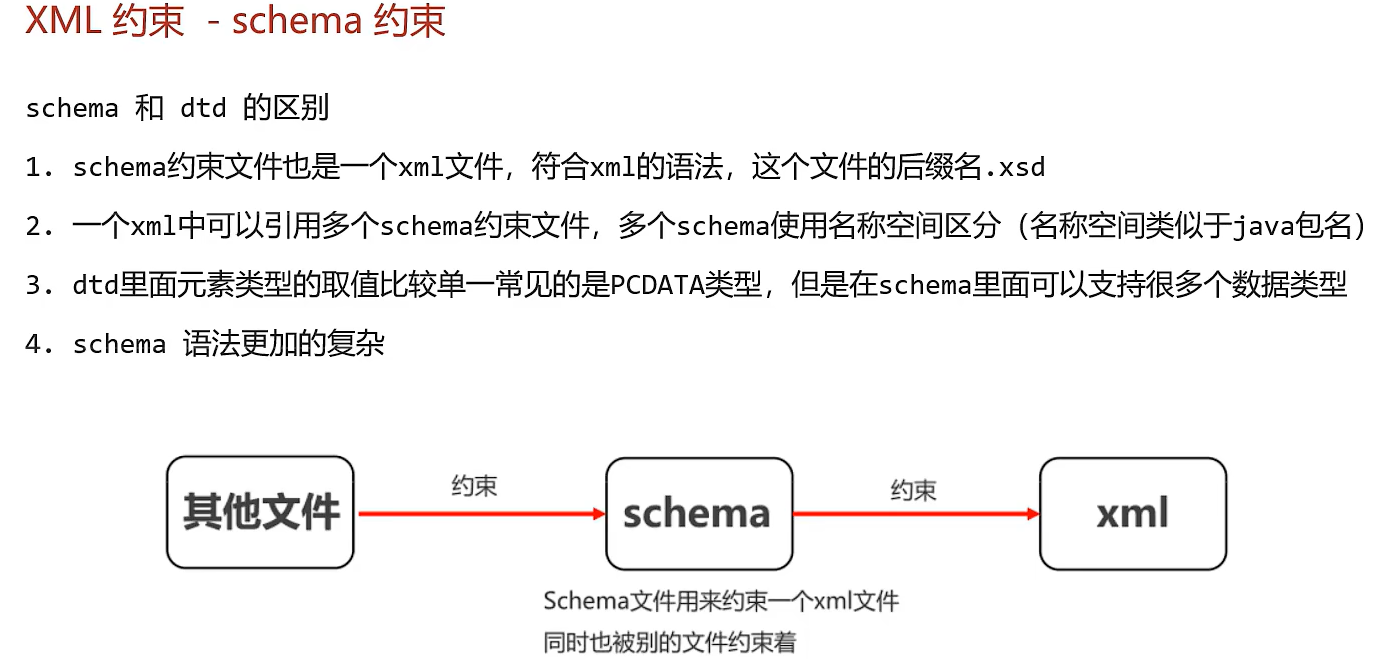 XML 约束 - schema 约束
schema 和 dtd 的区别
1. schema约束文件也是一个xml文件，符合xml的语法，这个文件的后缀名.xsd
2. 一个xml中可以引用多个schema约束文件，多个schema使用名称空间区分（名称空间类似于java包名）
3. dtd里面元素类型的取值比较单一常见的是PCDATA类型，但是在schema里面可以支持很多个数据类型
4. schema 语法更加的复杂
其他文件
约束
schema
约束
xml
Schema文件用来约束一个xml文件
同时也被别的文件约束着